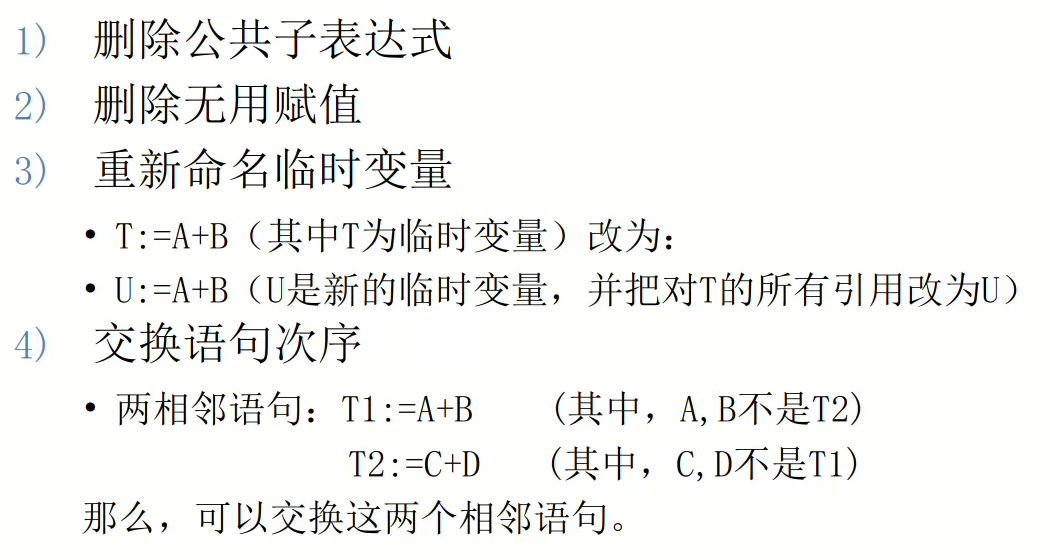 1) 删除公共子表达式
2) 删除无用赋值
3) 重新命名临时变量
• T:=A+B（其中T为临时变量）改为：
• U:=A+B（U是新的临时变量，并把对T的所有引用改为U）
4) 交换语句次序
• 两相邻语句：T1:=A+B (其中，A,B不是T2)
T2:=C+D (其中，C,D不是T1)
那么，可以交换这两个相邻语句。